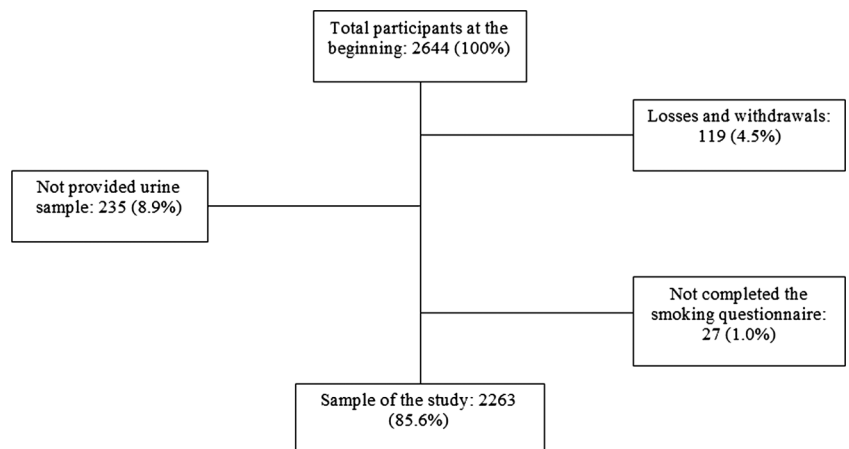 Total participants at the
beginning: 2644 (100%)
Losses and withdrawals:
119 (4.5%)
Not provided urine
sample: 235 (8.9%)
Not completed the
smoking questionnaire:
27 (1.0%)
Sample of the study: 2263
(85.6%)